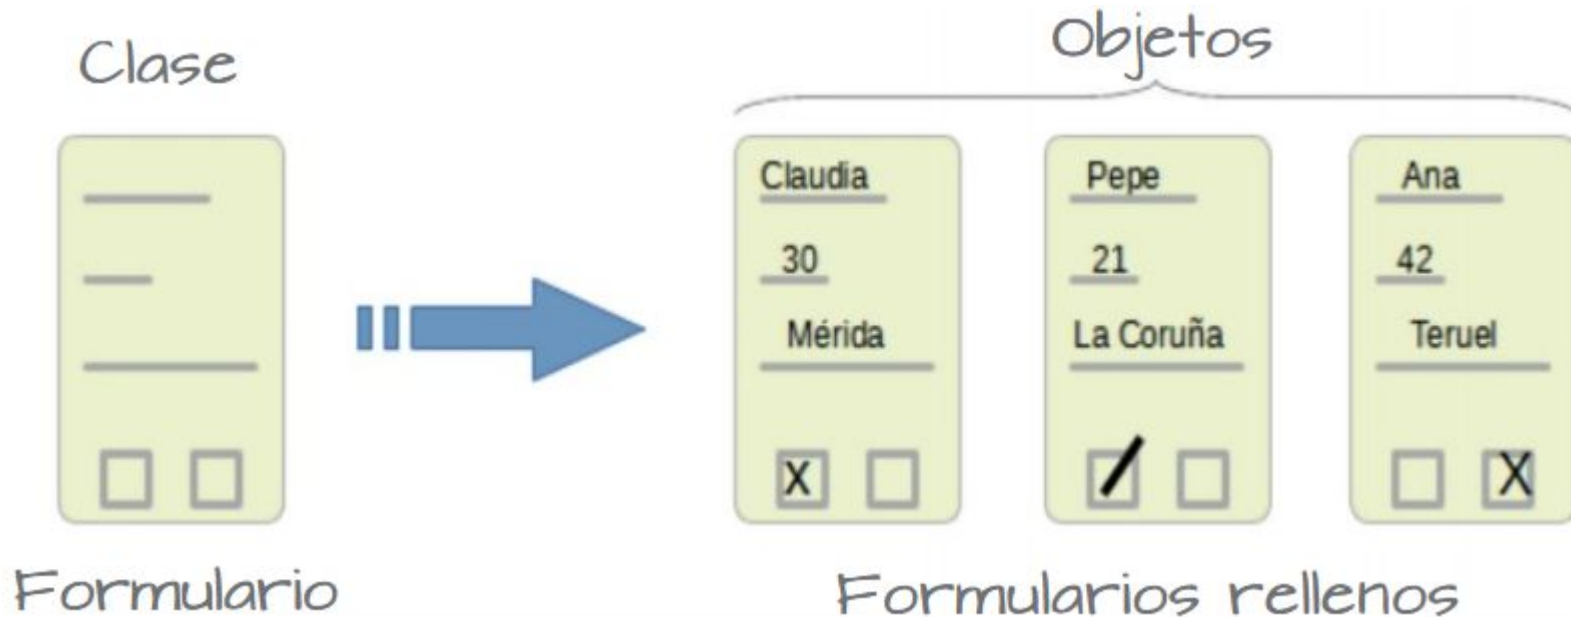 Clase
Formulario
Objetos
Claudia
30
Mérida
X
Pepe
21
La Coruña
Ana
42
Teruel
X
Formularios rellenos